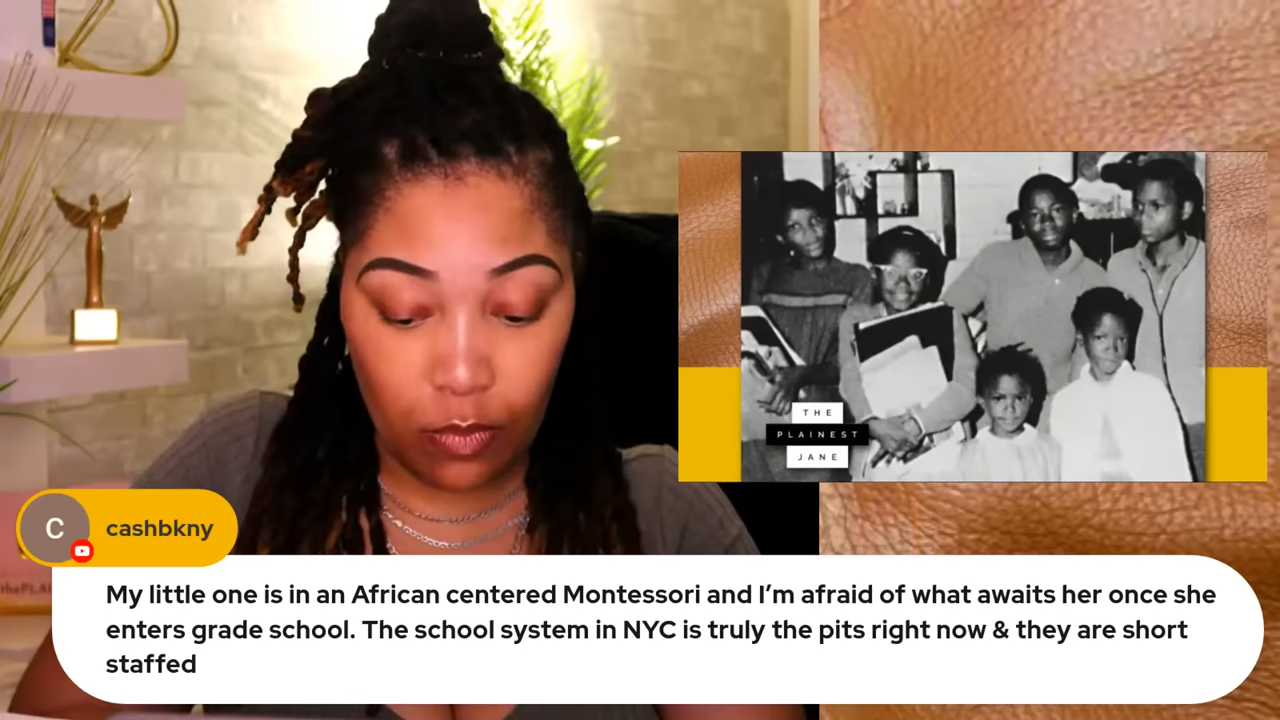 THE
PLAINEST
JANE
C
cashbkny
My little one is in an African centered Montessori and I’m afraid of what awaits her once she
enters grade school. The school system in NYC is truly the pits right now & they are short
staffed